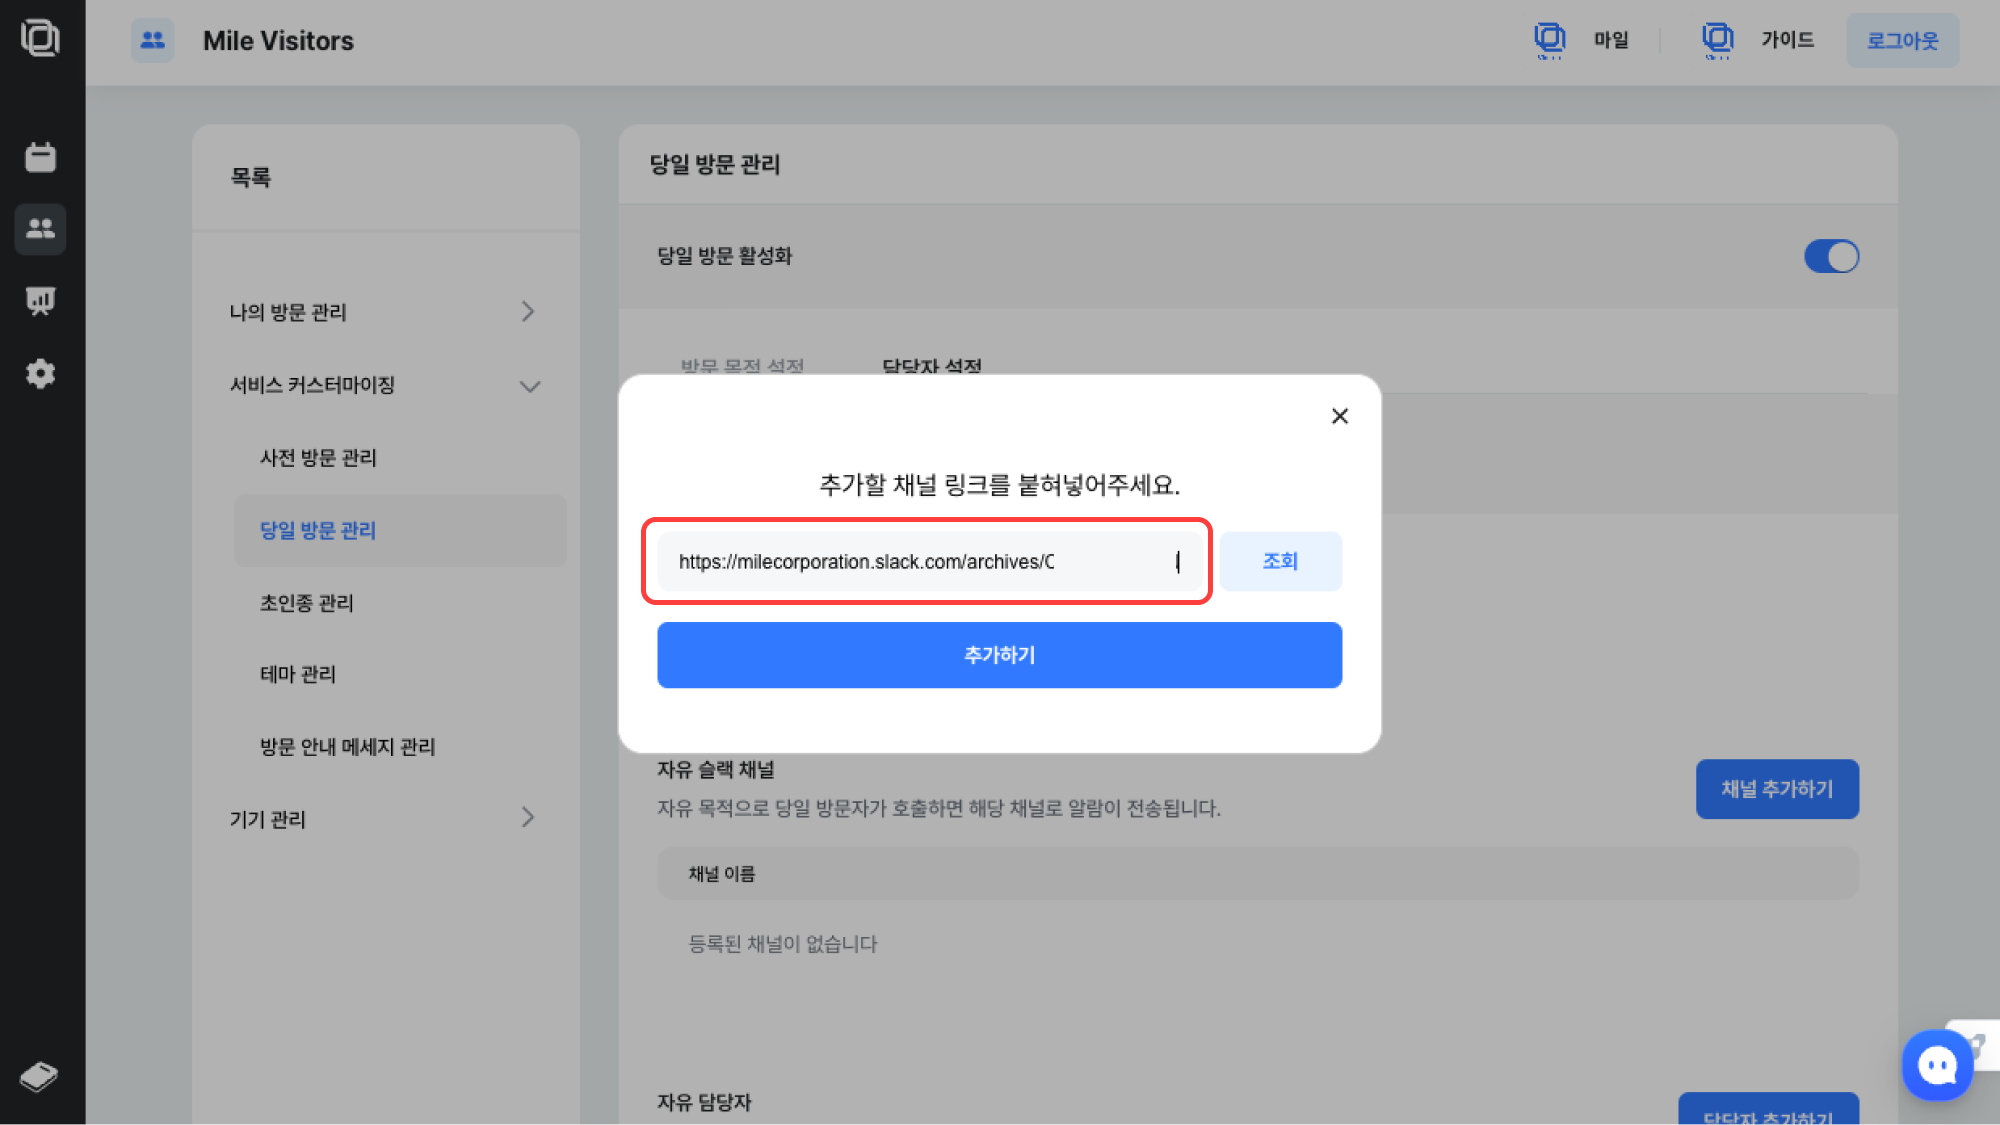 Mile Visitors
마일
가이드
로그아웃
목록
나의 방문 관리
서비스 커스터마이징
사전 방문 관리
당일 방문 관리
초인종 관리
테마 관리
방문 안내 메세지 관리
기기 관리
당일 방문 관리
당일 방문 활성화
방문 목적 설정
담당자 설정
추가할 채널 링크를 붙혀넣어주세요.
https://milecorporation.slack.com/archives/C
조회
추가하기
자유 슬랙 채널
자유 목적으로 당일 방문자가 호출하면 해당 채널로 알람이 전송됩니다.
채널 추가하기
채널 이름
등록된 채널이 없습니다
자유 담당자
담당자 추가하기